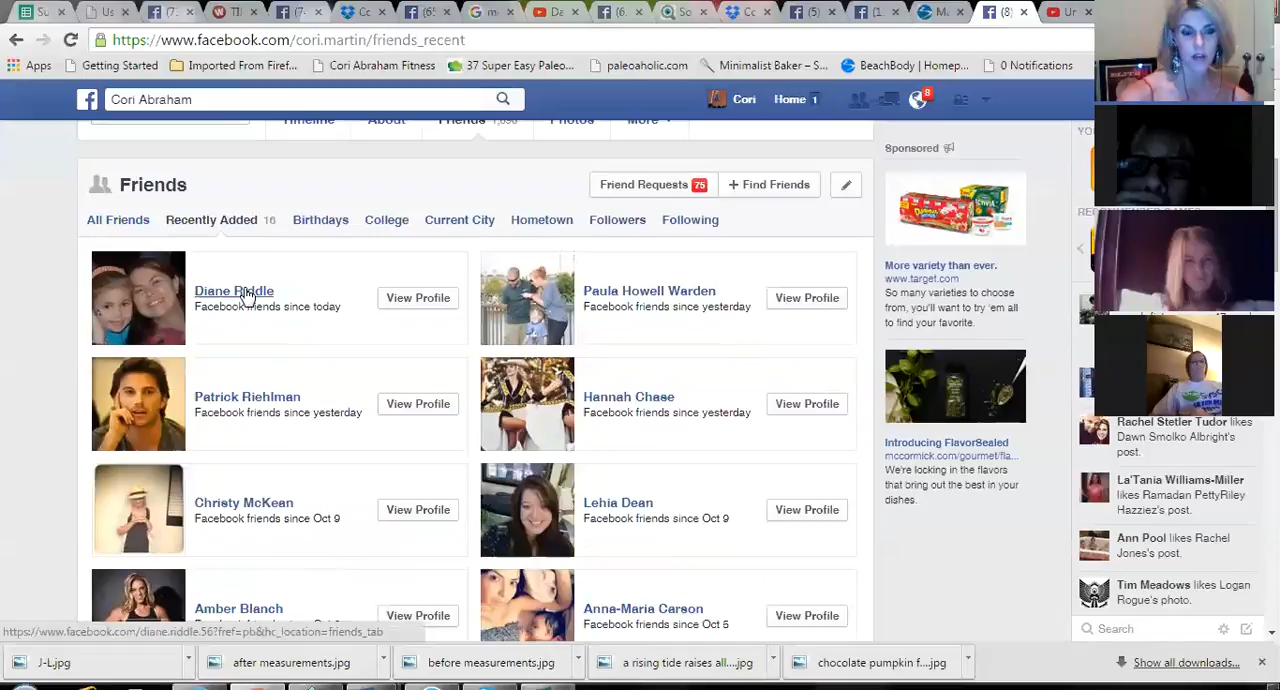 https://www.facebook.com/cori.martin/friends_recent
Apps Getting Started Imported From Firef... Cori Abraham Fitness 37 Super Easy Paleo... paleoaholic.com Minimalist Baker – S... BeachBody | Homep... 0 Notifications
Cori Abraham
Cori Home 1 8
Timeline About Friends Photos More
Sponsored
Friends
Friend Requests 75 + Find Friends
All Friends Recently Added 16 Birthdays College Current City Hometown Followers Following
Diane Riddle
Facebook friends since today
View Profile
Paula Howell Warden
Facebook friends since yesterday
View Profile
Patrick Riehlman
Facebook friends since yesterday
View Profile
Hannah Chase
Facebook friends since yesterday
View Profile
Christy McKean
Facebook friends since Oct 9
View Profile
Lehia Dean
Facebook friends since Oct 9
View Profile
Amber Blanch
View Profile
Anna-Maria Carson
Facebook friends since Oct 5
View Profile
More variety than ever.
www.target.com
So many varieties to choose
from, you'll want to try 'em all
to find your favorite.
Introducing FlavorSealed
mccormick.com/gourmet/fla...
We're locking in the flavors
that bring out the best in your
dishes.
Rachel Stetler Tudor likes
Dawn Smolko Albright's
post.
La'Tania Williams-Miller
likes Ramadan PettyRiley
Hazziez's post.
Ann Pool likes Rachel
Jones's post.
Tim Meadows likes Logan
Rogue's photo.
Search
https://www.facebook.com/diane.riddle.56?fref=pb&hc_location=friends_tab
J-L.jpg after measurements.jpg before measurements.jpg a rising tide raises all....jpg chocolate pumpkin f....jpg Show all downloads...